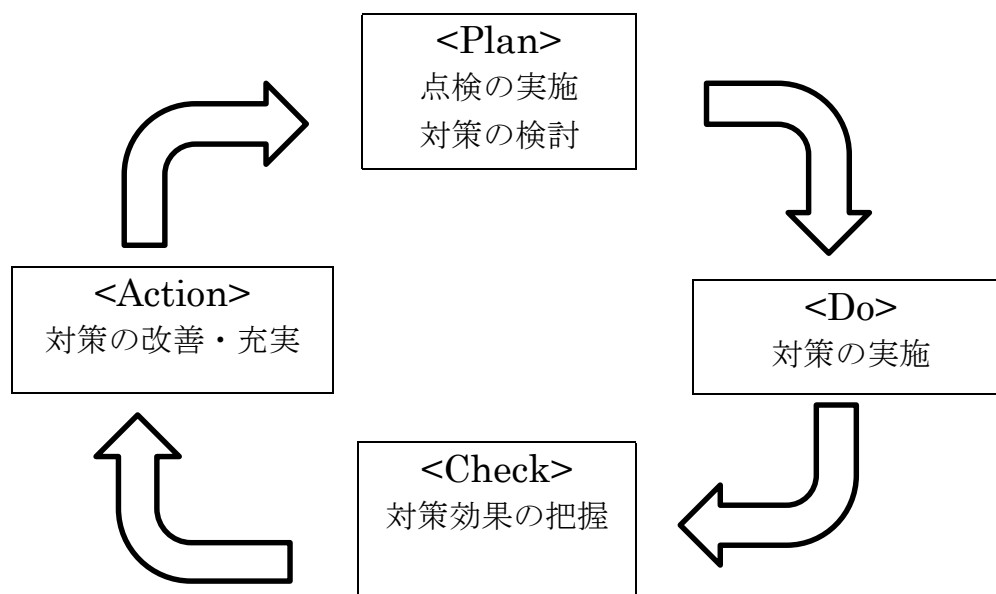 <Plan>
点検の実施
対策の検討
<Action>
対策の改善・充実
<Do>
対策の実施
<Check>
対策効果の把握